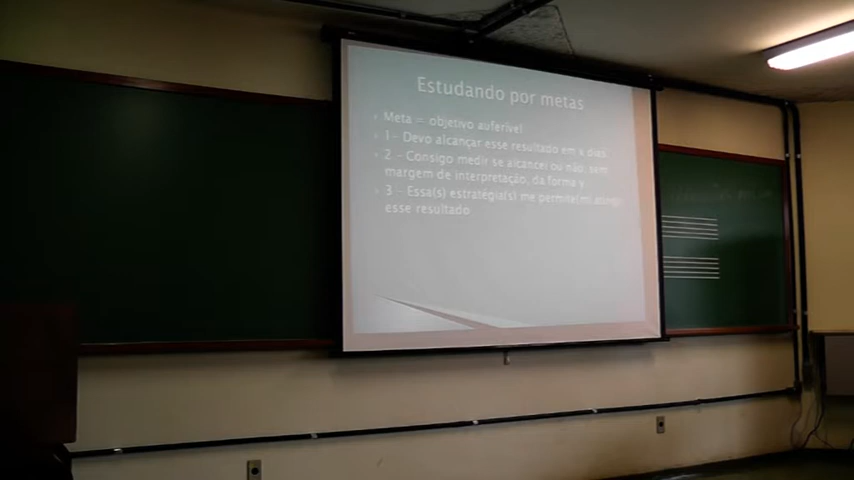 Estudando por metas
Meta = objetivo auferível
1- Devo alcançar esse resultado em x dias.
2 - Consigo medir se alcancei ou não, sem
margem de interpretação, da forma y
3 - Essa(s) estratégia(s) me permite(m)
esse resultado